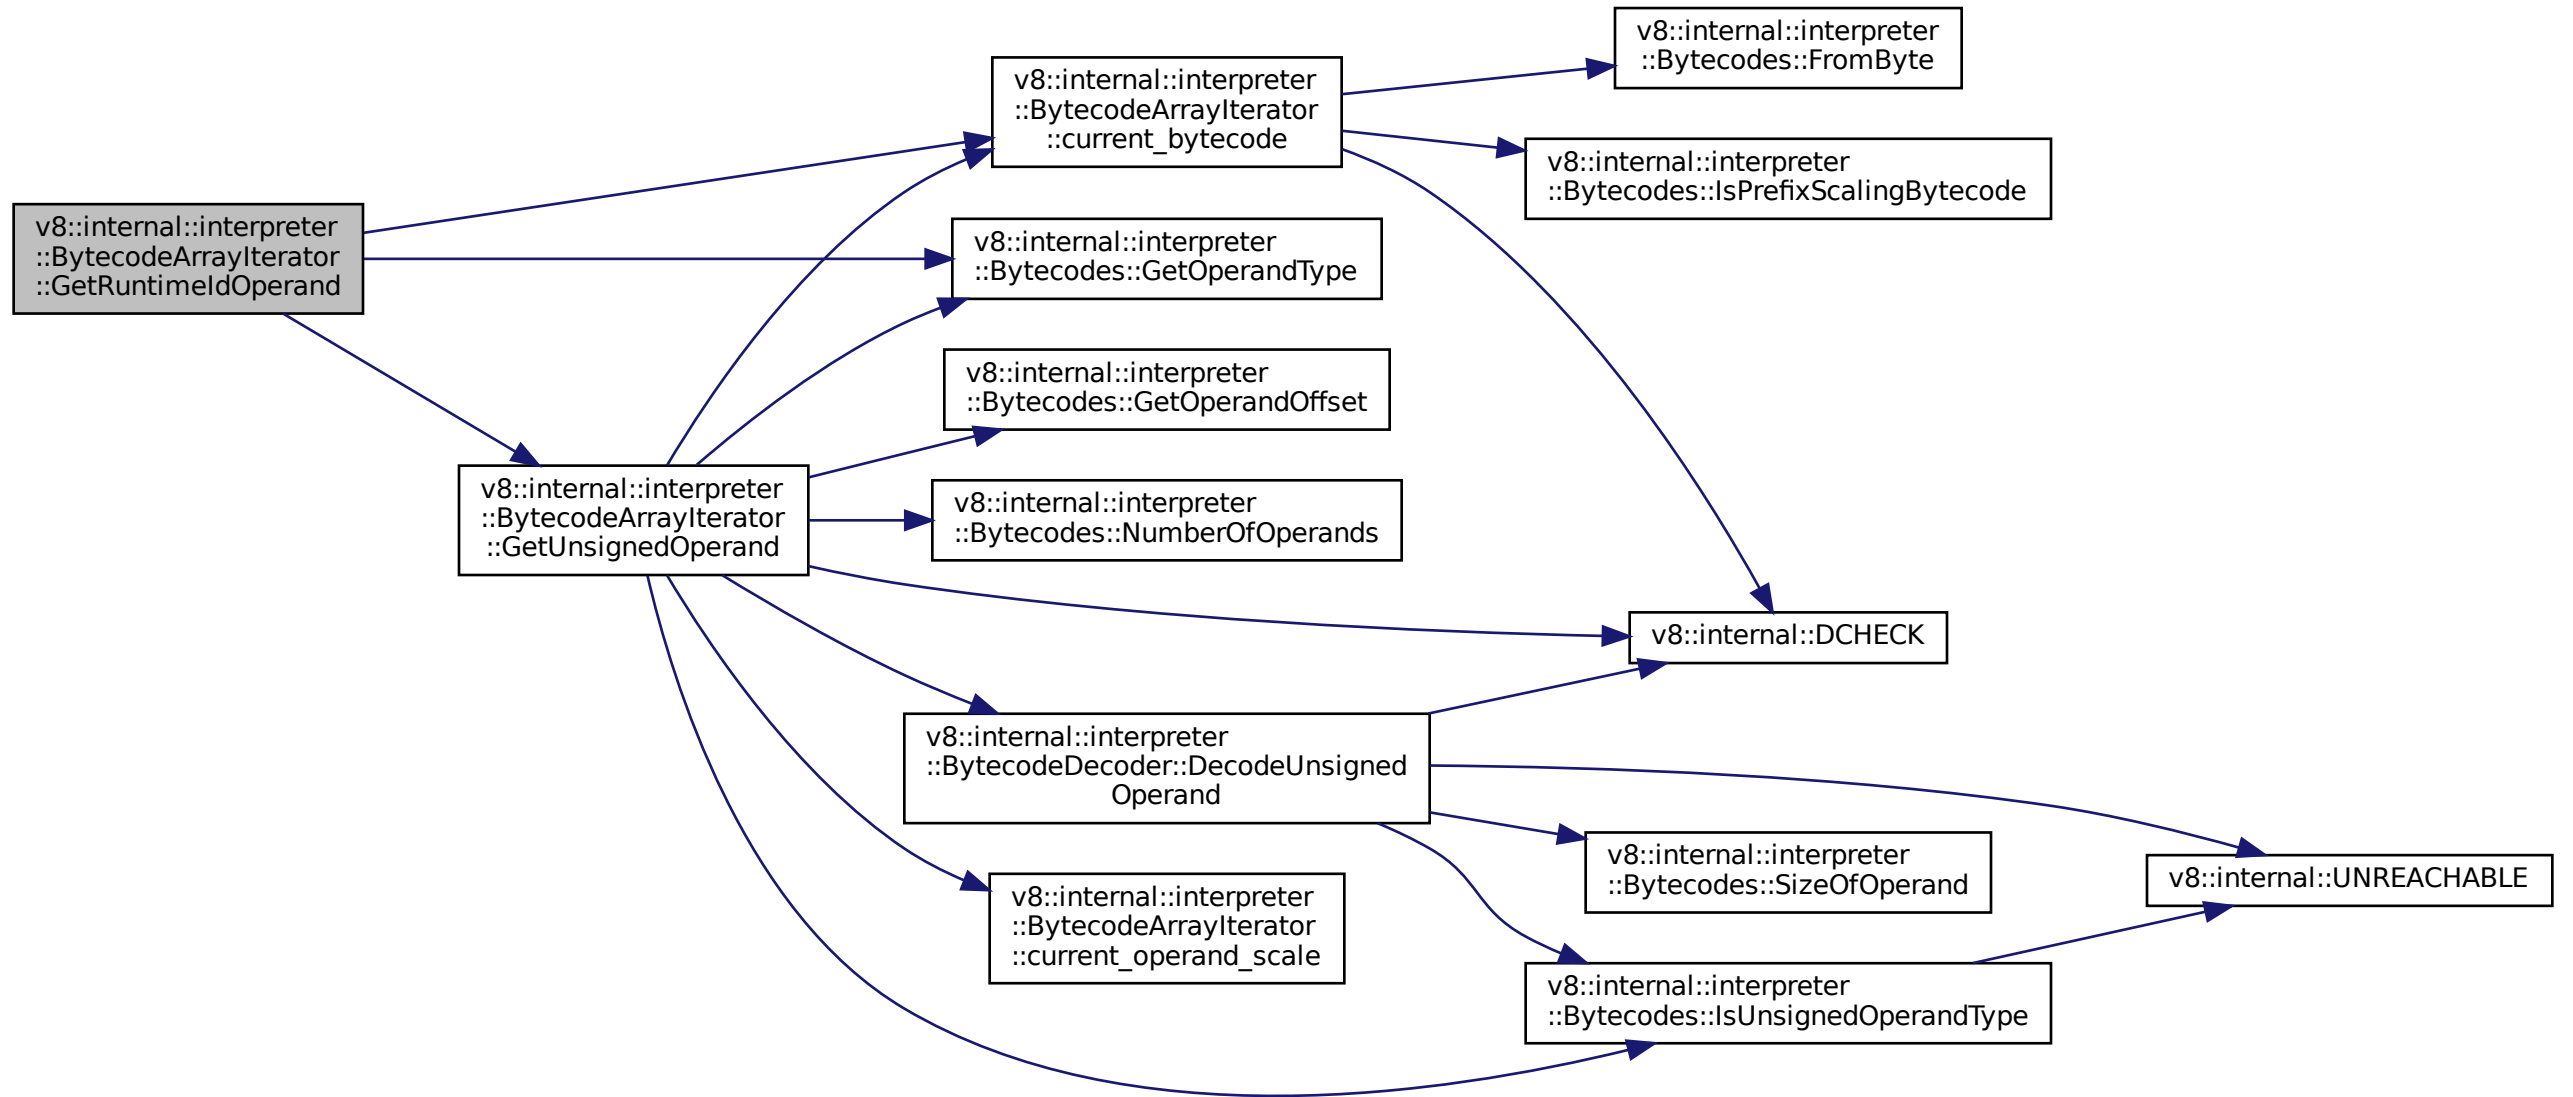 v8::internal::interpreter
::BytecodeArrayIterator
::GetRuntimeIdOperand
v8::internal::interpreter
::BytecodeArrayIterator
::current_bytecode
v8::internal::interpreter
::Bytecodes::FromByte
v8::internal::interpreter
::Bytecodes::IsPrefixScalingBytecode
v8::internal::interpreter
::Bytecodes::GetOperandType
v8::internal::interpreter
::Bytecodes::GetOperandOffset
v8::internal::interpreter
::BytecodeArrayIterator
::GetUnsignedOperand
v8::internal::interpreter
::Bytecodes::NumberOfOperands
v8::internal::DCHECK
v8::internal::interpreter
::BytecodeDecoder::DecodeUnsigned
Operand
v8::internal::interpreter
::Bytecodes::SizeOfOperand
v8::internal::UNREACHABLE
v8::internal::interpreter
::BytecodeArrayIterator
::current_operand_scale
v8::internal::interpreter
::Bytecodes::IsUnsignedOperandType